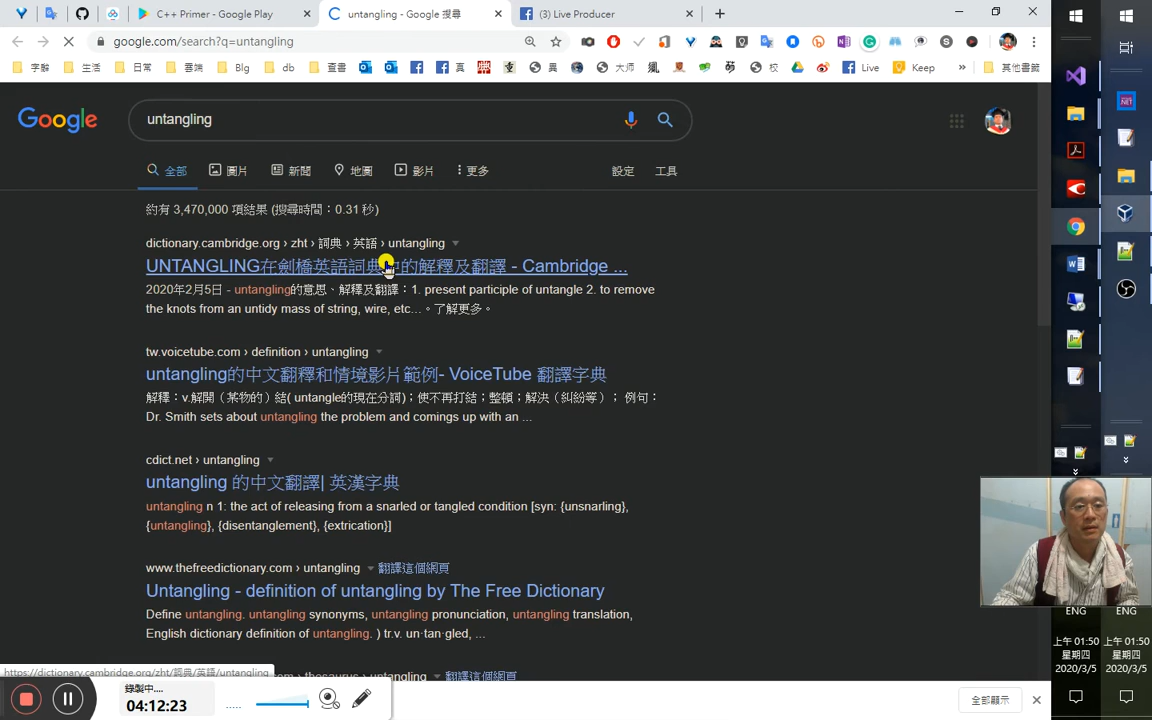 C++ Primer - Google Play
untangling - Google 搜尋
(3) Live Producer
google.com/search?q=untangling
字辭
生活
日常
雲端
Blg
db
查書
真
異
大师
校
Live
Keep
其他書籤
Google
untangling
全部
圖片
新聞
地圖
影片
更多
設定
工具
約有 3,470,000 項結果 (搜尋時間：0.31 秒)
dictionary.cambridge.org › zht › 詞典 › 英語 › untangling
UNTANGLING在劍橋英語詞典中的解釋及翻譯 - Cambridge ...
2020年2月5日 - untangling的意思、解釋及翻譯：1. present participle of untangle 2. to remove
the knots from an untidy mass of string, wire, etc...。了解更多。
tw.voicetube.com › definition › untangling
untangling的中文翻釋和情境影片範例- VoiceTube 翻譯字典
解釋：v.解開（某物的）結( untangle的現在分詞)；使不再打結；整頓；解決（糾紛等）； 例句：
Dr. Smith sets about untangling the problem and comings up with an ...
cdict.net › untangling
untangling 的中文翻譯| 英漢字典
untangling n 1: the act of releasing from a snarled or tangled condition [syn: {unsnarling},
{untangling}, {disentanglement}, {extrication}]
www.thefreedictionary.com › untangling 翻譯這個網頁
Untangling - definition of untangling by The Free Dictionary
Define untangling. untangling synonyms, untangling pronunciation, untangling translation,
English dictionary definition of untangling. ) tr.v. un·tan·gled, ...
.com › thesaurus › untangling 翻譯這個網頁
https://dictionary.cambridge.org/zht/詞典/英語/untangling
錄製中....
04:12:23
全部顯示
.NET
ENG
上午 01:50
星期四
2020/3/5
ENG
上午 01:50
星期四
2020/3/5